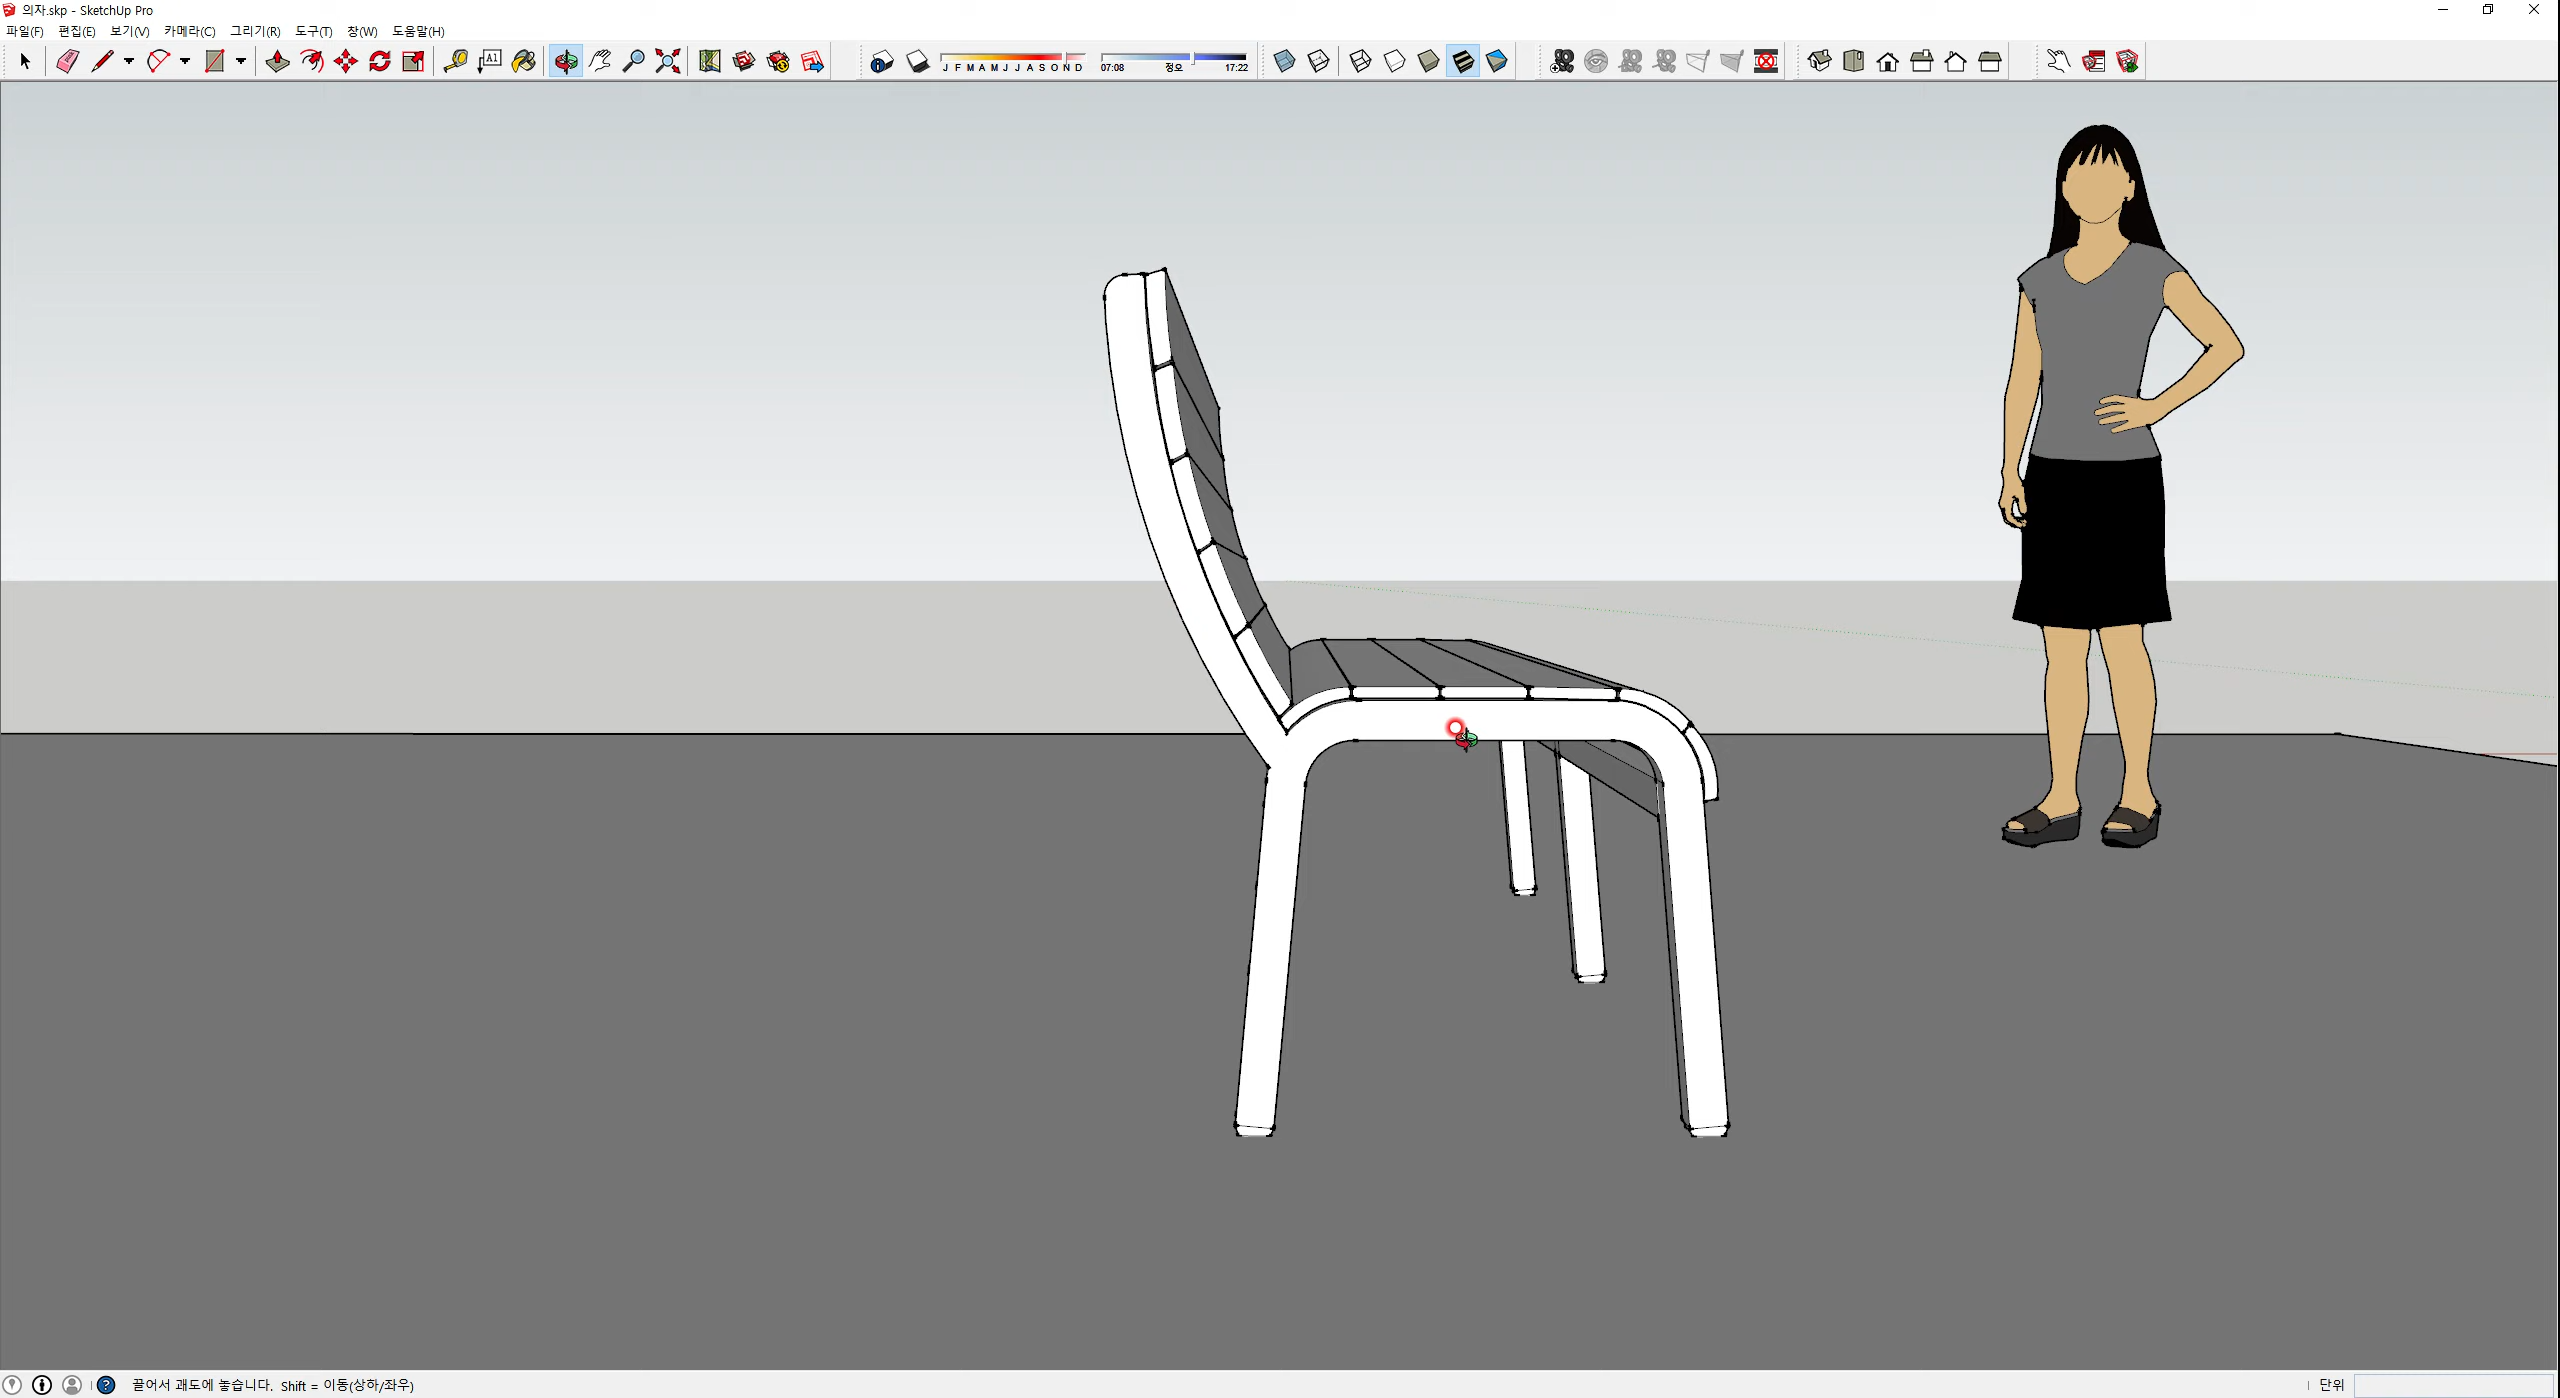 의자.skp - SketchUp Pro
파일(F) 편집(E) 보기(V) 카메라(C) 그리기(R) 도구(T) 창(W) 도움말(H)
A1
J F M A M J J A S O N D
07:08 정오 17:22
끌어서 궤도에 놓습니다. Shift = 이동(상하/좌우)
단위